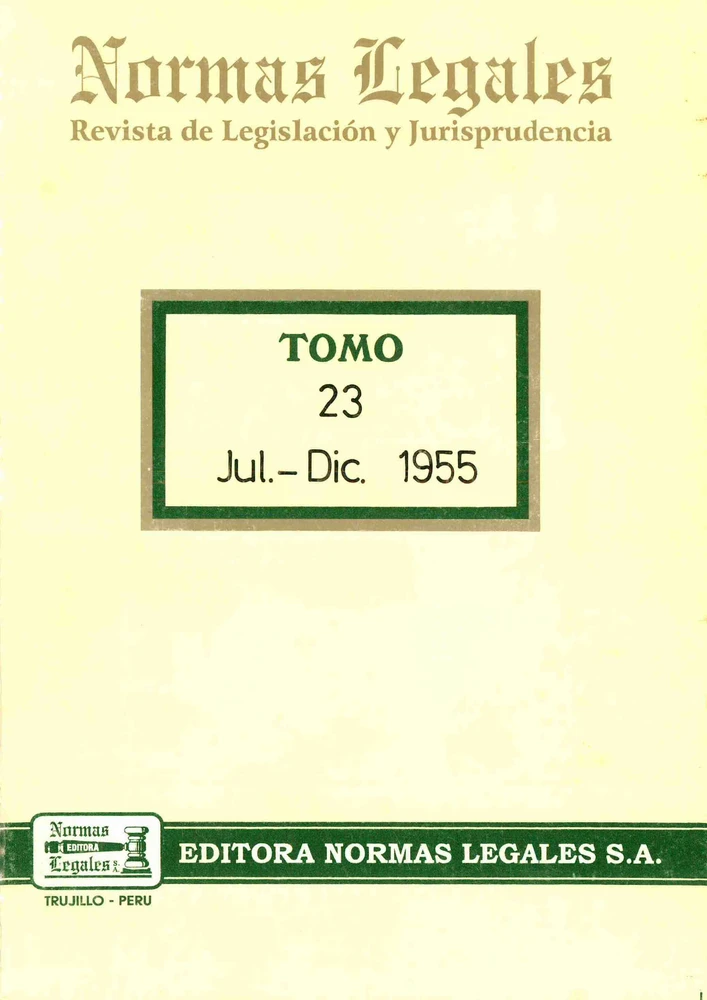 Normas Legales
Revista de Legislación y Jurisprudencia
TOMO
23
Jul.- Dic. 1955
Normas
EDITORA
Legales S.A.
EDITORA NORMAS LEGALES S.A.
TRUJILLO - PERU